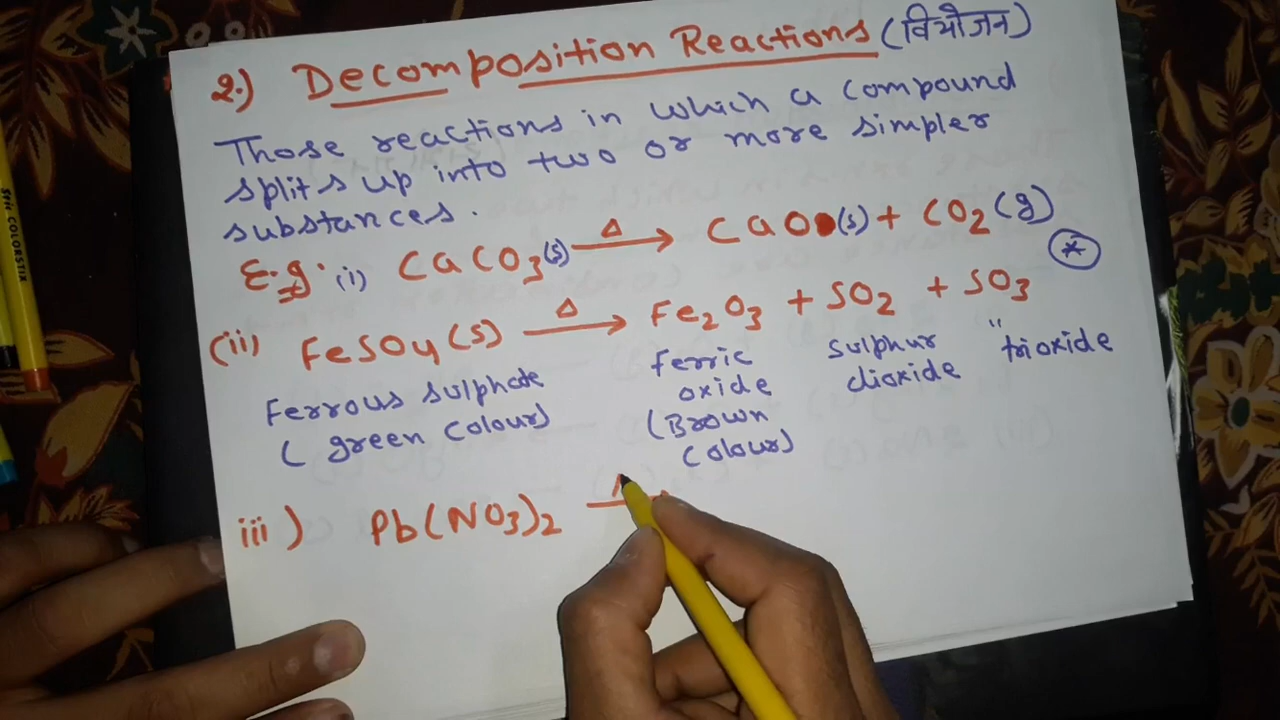 2.) Decomposition Reactions (वियोजन)
Those reactions in which a compound
splits up into two or more simpler
substances.
E.g. (i) CaCO3(s) Δ→ CaO(s) + CO2(g)
*
(ii) FeSO4(s) Δ→ Fe2O3 + SO2 + SO3
Ferrous sulphate
(green colour)
Ferric
oxide
(Brown
colour)
sulphur
dioxide
" trioxide
iii) Pb(NO3)2